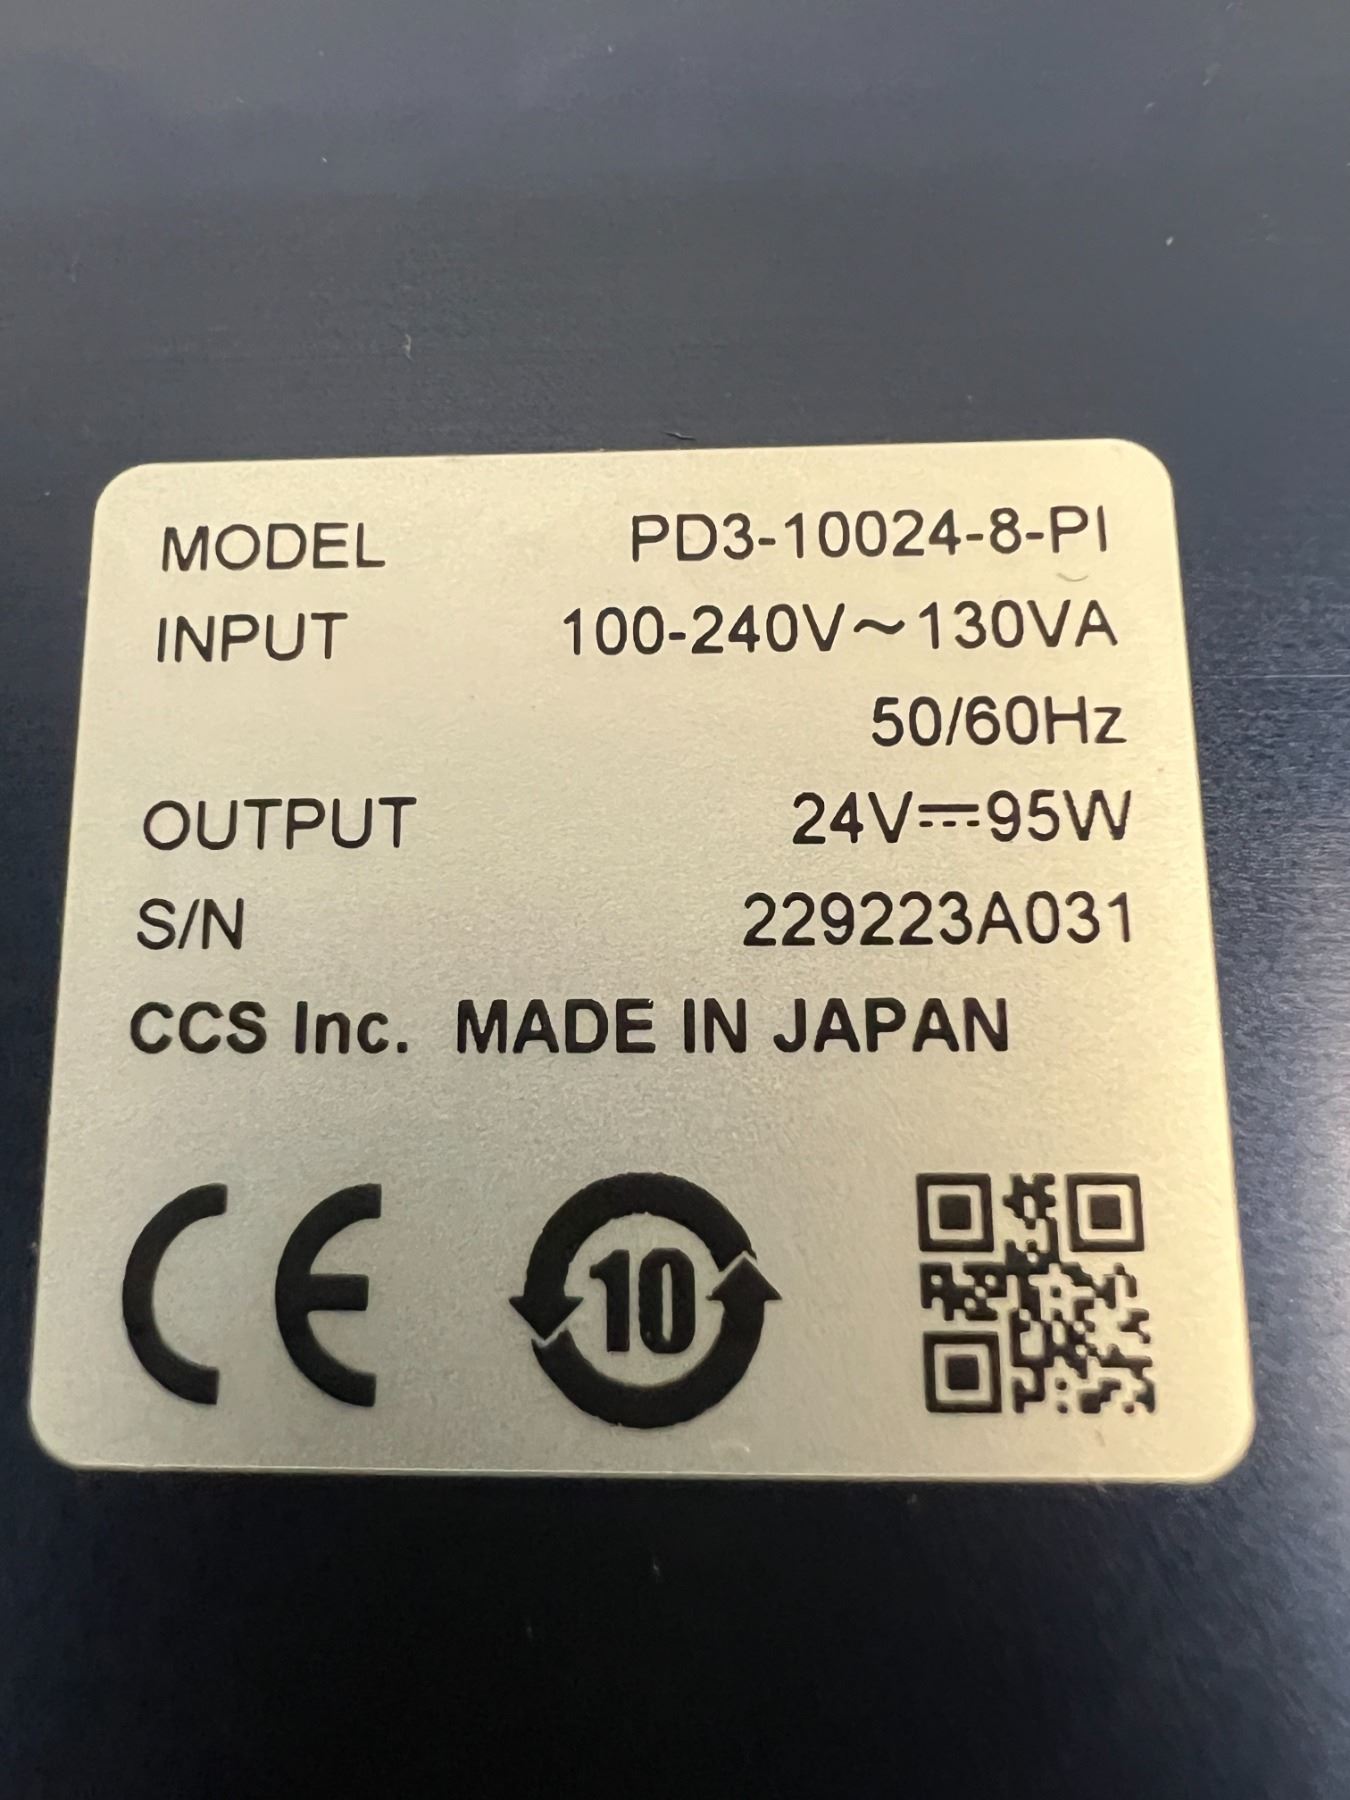 MODEL PD3-10024-8-PI
INPUT 100-240V～130VA
50/60Hz
OUTPUT 24V⎓95W
S/N 229223A031
CCS Inc. MADE IN JAPAN
CE 10